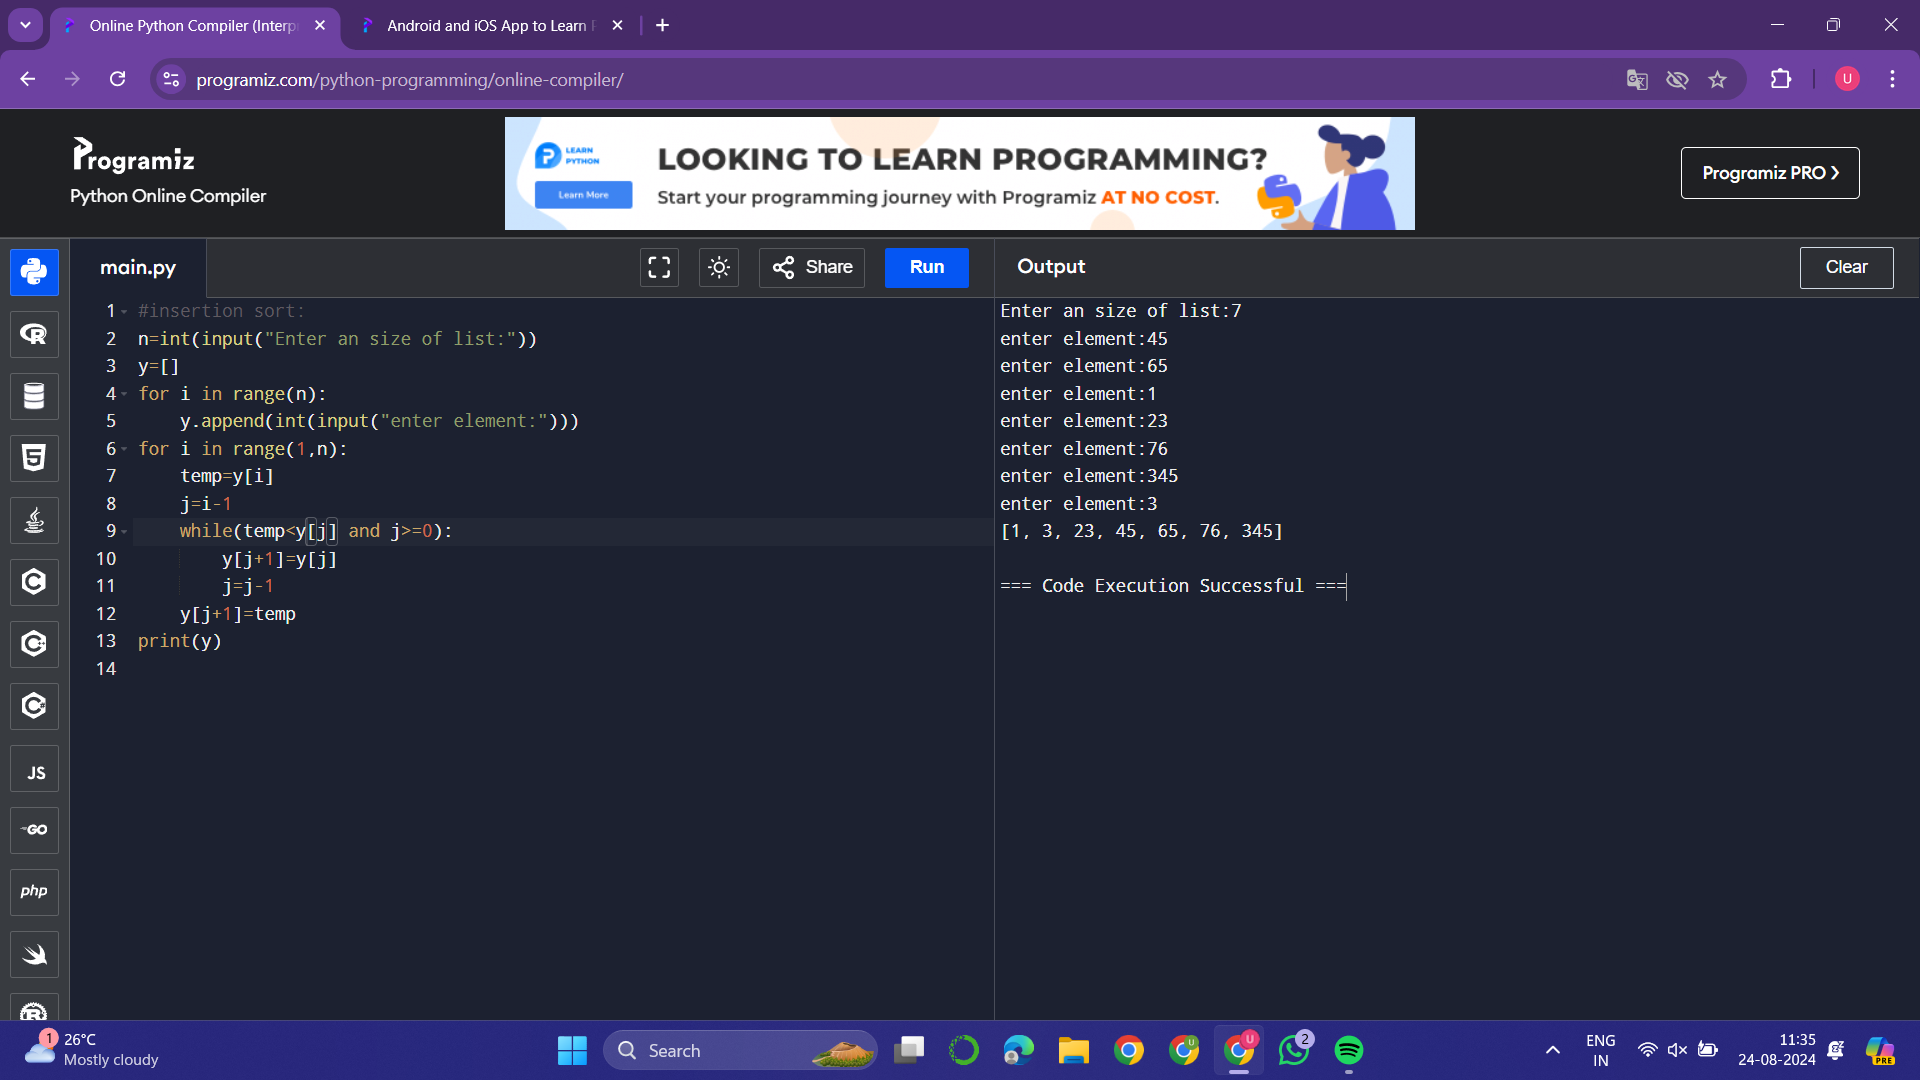 Online Python Compiler (Interp
Android and iOS App to Learn
programiz.com/python-programming/online-compiler/
U
Programiz
Python Online Compiler
LEARN
PYTHON
Learn More
LOOKING TO LEARN PROGRAMMING?
Start your programming journey with Programiz AT NO COST.
Programiz PRO
main.py
Share
Run
Output
Clear
1 #insertion sort:
2 n=int(input("Enter an size of list:"))
3 y=[]
4 for i in range(n):
5 y.append(int(input("enter element:")))
6 for i in range(1,n):
7 temp=y[i]
8 j=i-1
9 while(temp<y[j] and j>=0):
10 y[j+1]=y[j]
11 j=j-1
12 y[j+1]=temp
13 print(y)
14
Enter an size of list:7
enter element:45
enter element:65
enter element:1
enter element:23
enter element:76
enter element:345
enter element:3
[1, 3, 23, 45, 65, 76, 345]
=== Code Execution Successful ===
R
5
C
C
C
JS
GO
php
R
1
26°C
Mostly cloudy
Search
U
U
2
ENG
IN
11:35
24-08-2024
PRE